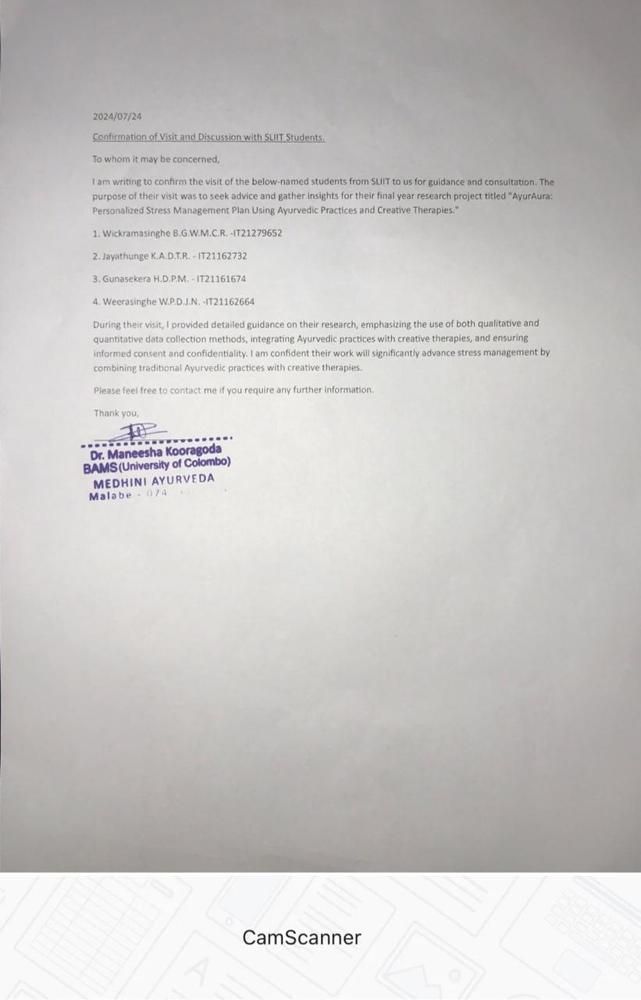 2024/07/24
Confirmation of Visit and Discussion with SLIIT Students.
To whom it may be concerned,
I am writing to confirm the visit of the below-named students from SLIIT to us for guidance and consultation. The
purpose of their visit was to seek advice and gather insights for their final year research project titled "AyurAura:
Personalized Stress Management Plan Using Ayurvedic Practices and Creative Therapies."
1. Wickramasinghe B.G.W.M.C.R. -IT21279652
2. Jayathunge K.A.D.T.R. - IT21162732
3. Gunasekera H.D.P.M. - IT21161674
4. Weerasinghe W.P.D.J.N. -IT21162664
During their visit, I provided detailed guidance on their research, emphasizing the use of both qualitative and
quantitative data collection methods, integrating Ayurvedic practices with creative therapies, and ensuring
informed consent and confidentiality. I am confident their work will significantly advance stress management by
combining traditional Ayurvedic practices with creative therapies.
Please feel free to contact me if you require any further information.
Thank you,
Dr. Maneesha Kooragoda
BAMS(University of Colombo)
MEDHINI AYURVEDA
Malabe - 074
CamScanner